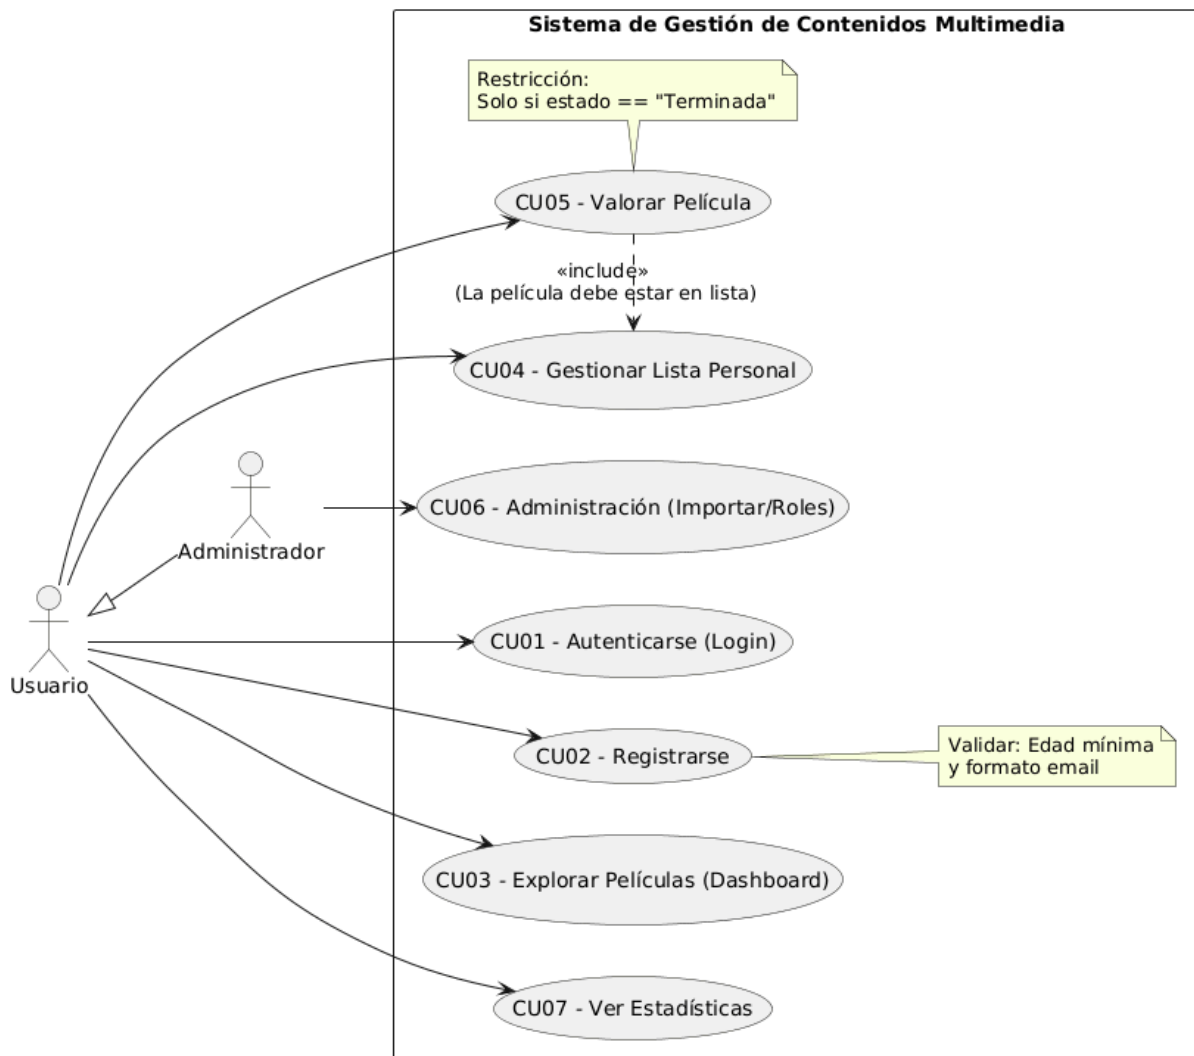 Sistema de Gestión de Contenidos Multimedia
Restricción:
Solo si estado == "Terminada"
CU05 - Valorar Película
«include»
(La película debe estar en lista)
CU04 - Gestionar Lista Personal
CU06 - Administración (Importar/Roles)
Administrador
CU01 - Autenticarse (Login)
Usuario
CU02 - Registrarse
Validar: Edad mínima
y formato email
CU03 - Explorar Películas (Dashboard)
CU07 - Ver Estadísticas